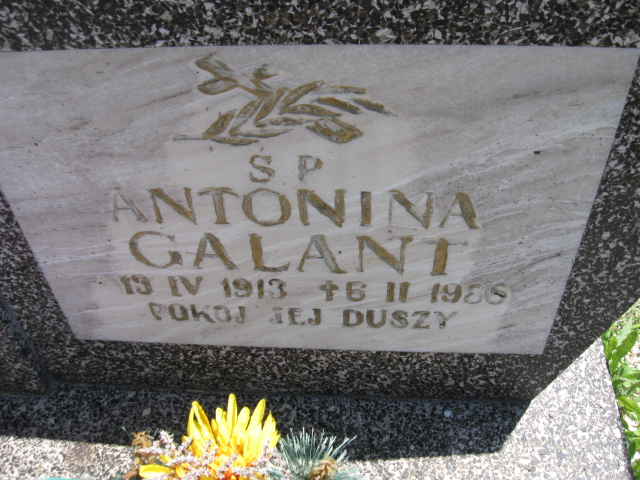 S P
ANTONINA
GALANT
13 IV 1913 +6 II 1986
POKOJ JEJ DUSZY